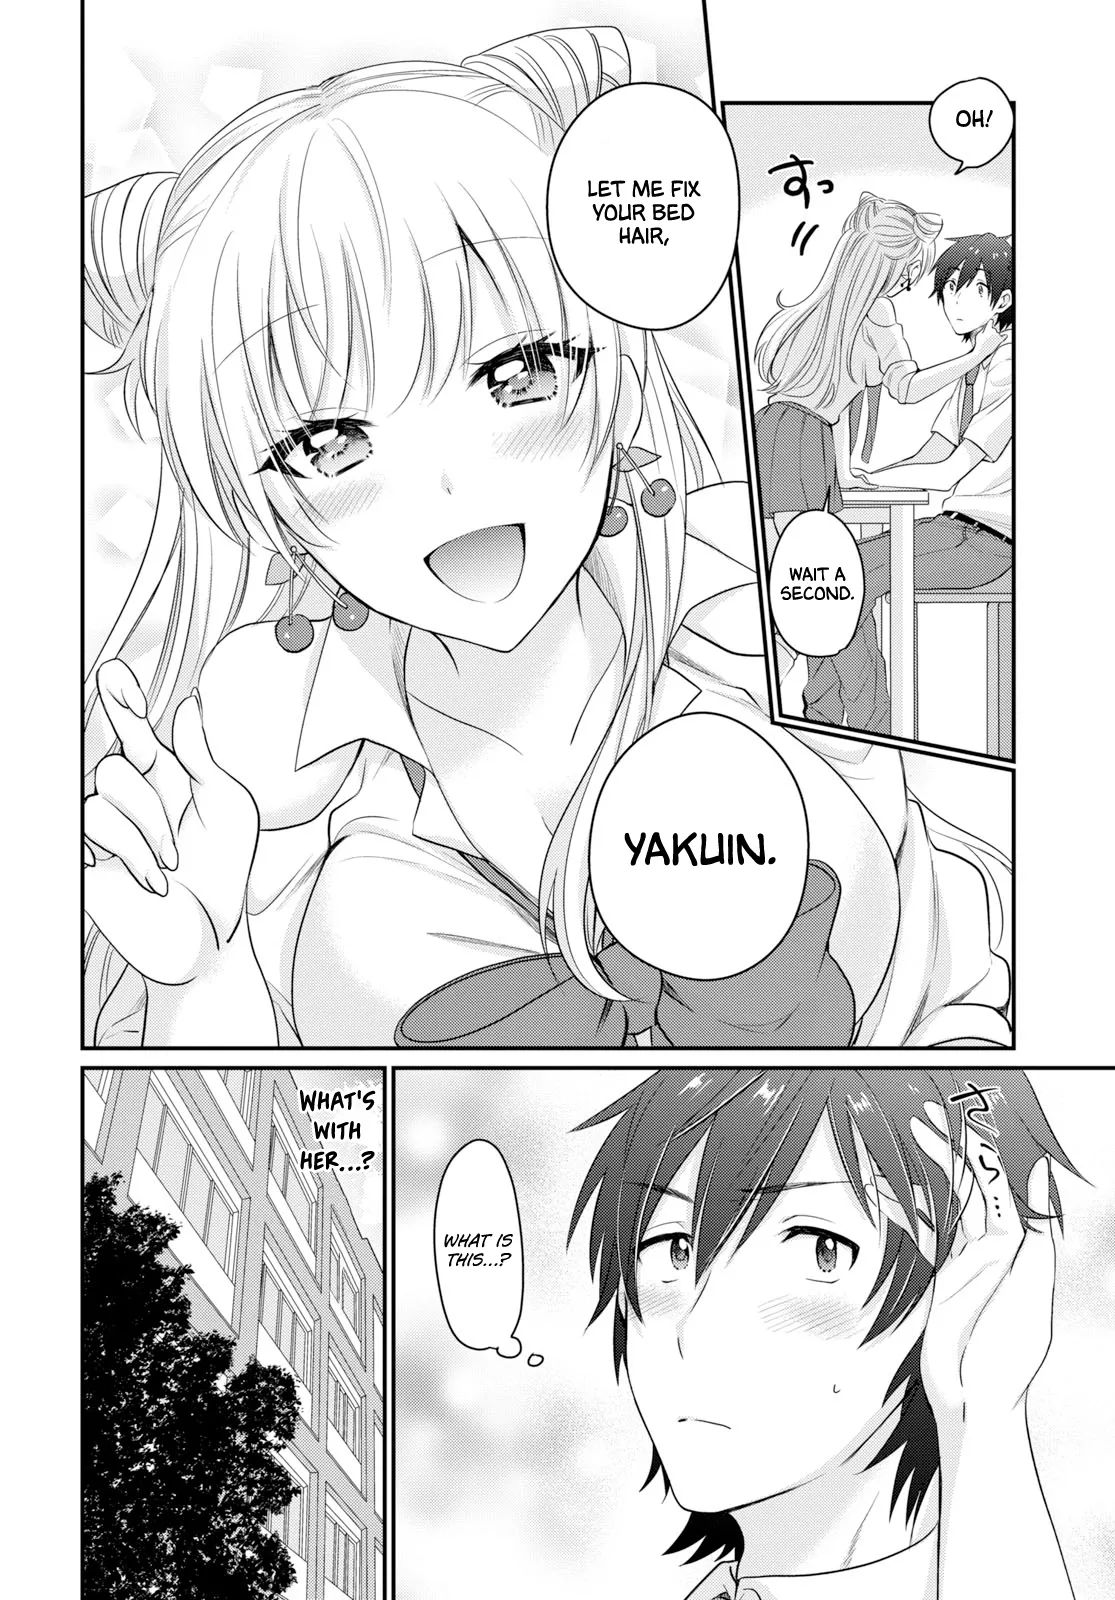 OH!
すっ
WAIT A
SECOND.
LET ME FIX
YOUR BED
HAIR,
YAKUIN.
さら…
WHAT IS
THIS...?
WHAT'S
WITH
HER...?